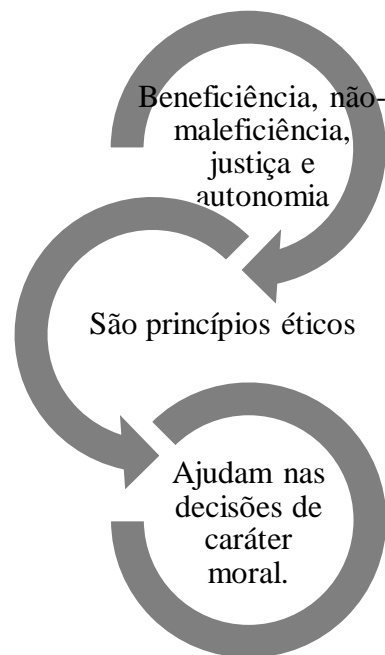 Beneficiência, não-
maleficiência,
justiça e
autonomia
São princípios éticos
Ajudam nas
decisões de
caráter
moral.